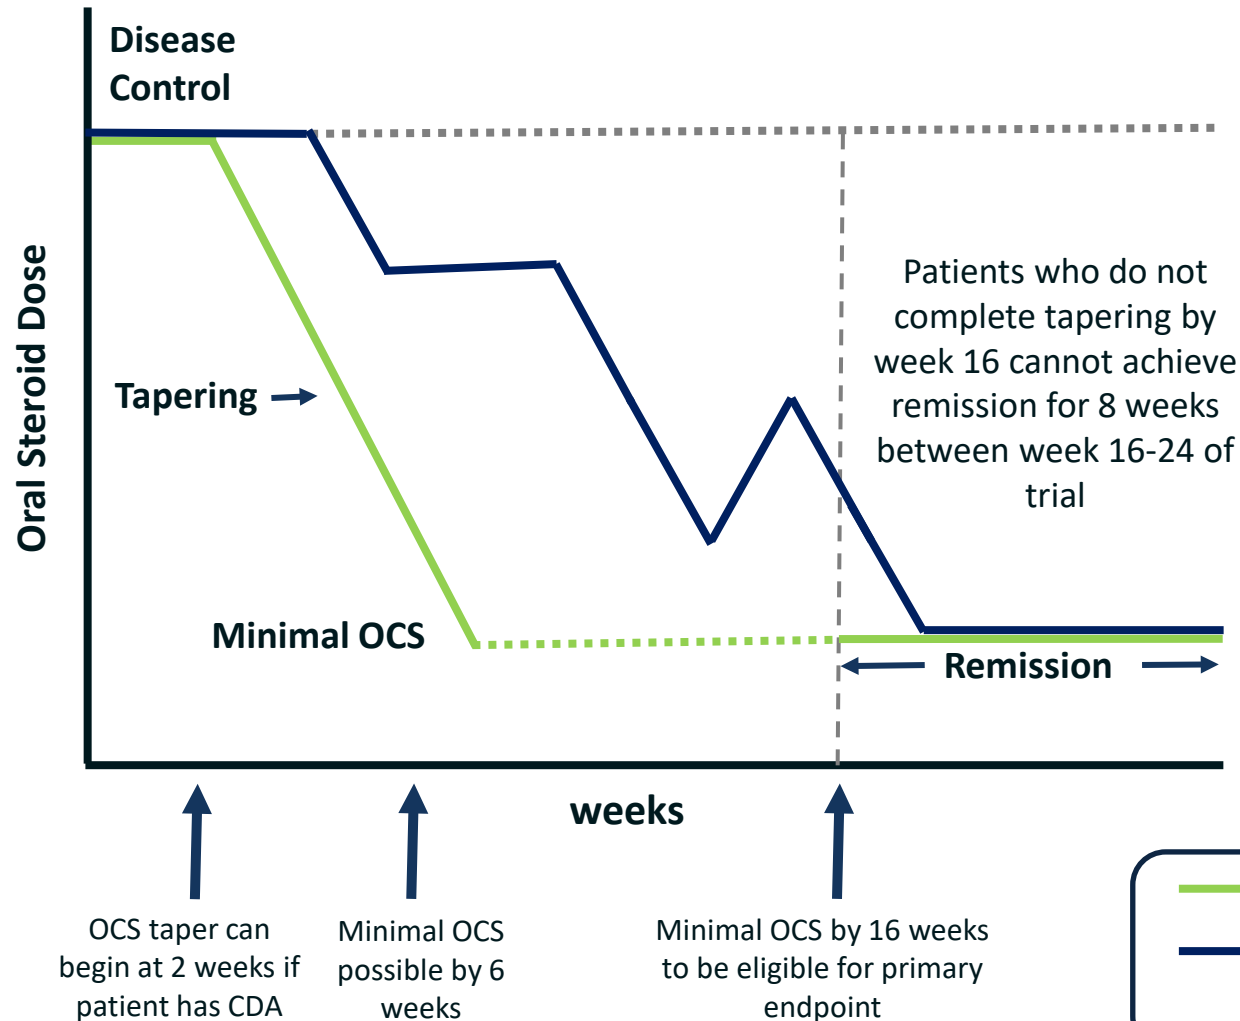 Disease
Control
Oral Steroid Dose
Tapering
Patients who do not
complete tapering by
week 16 cannot achieve
remission for 8 weeks
between week 16-24 of
trial
Minimal OCS
Remission
weeks
OCS taper can
begin at 2 weeks if
patient has CDA
Minimal OCS
possible by 6
weeks
Minimal OCS by 16 weeks
to be eligible for primary
endpoint